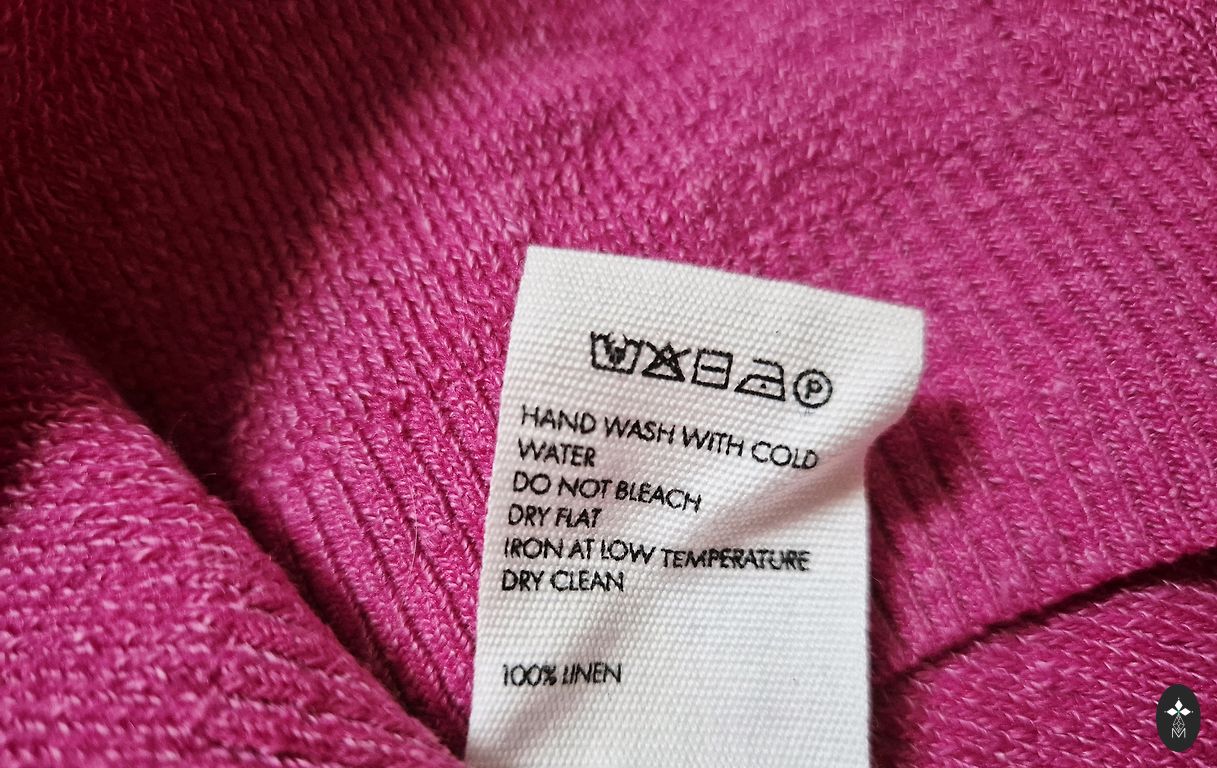 P
HAND WASH WITH COLD
WATER
DO NOT BLEACH
DRY FLAT
IRON AT LOW TEMPERATURE
DRY CLEAN
100% LINEN
M